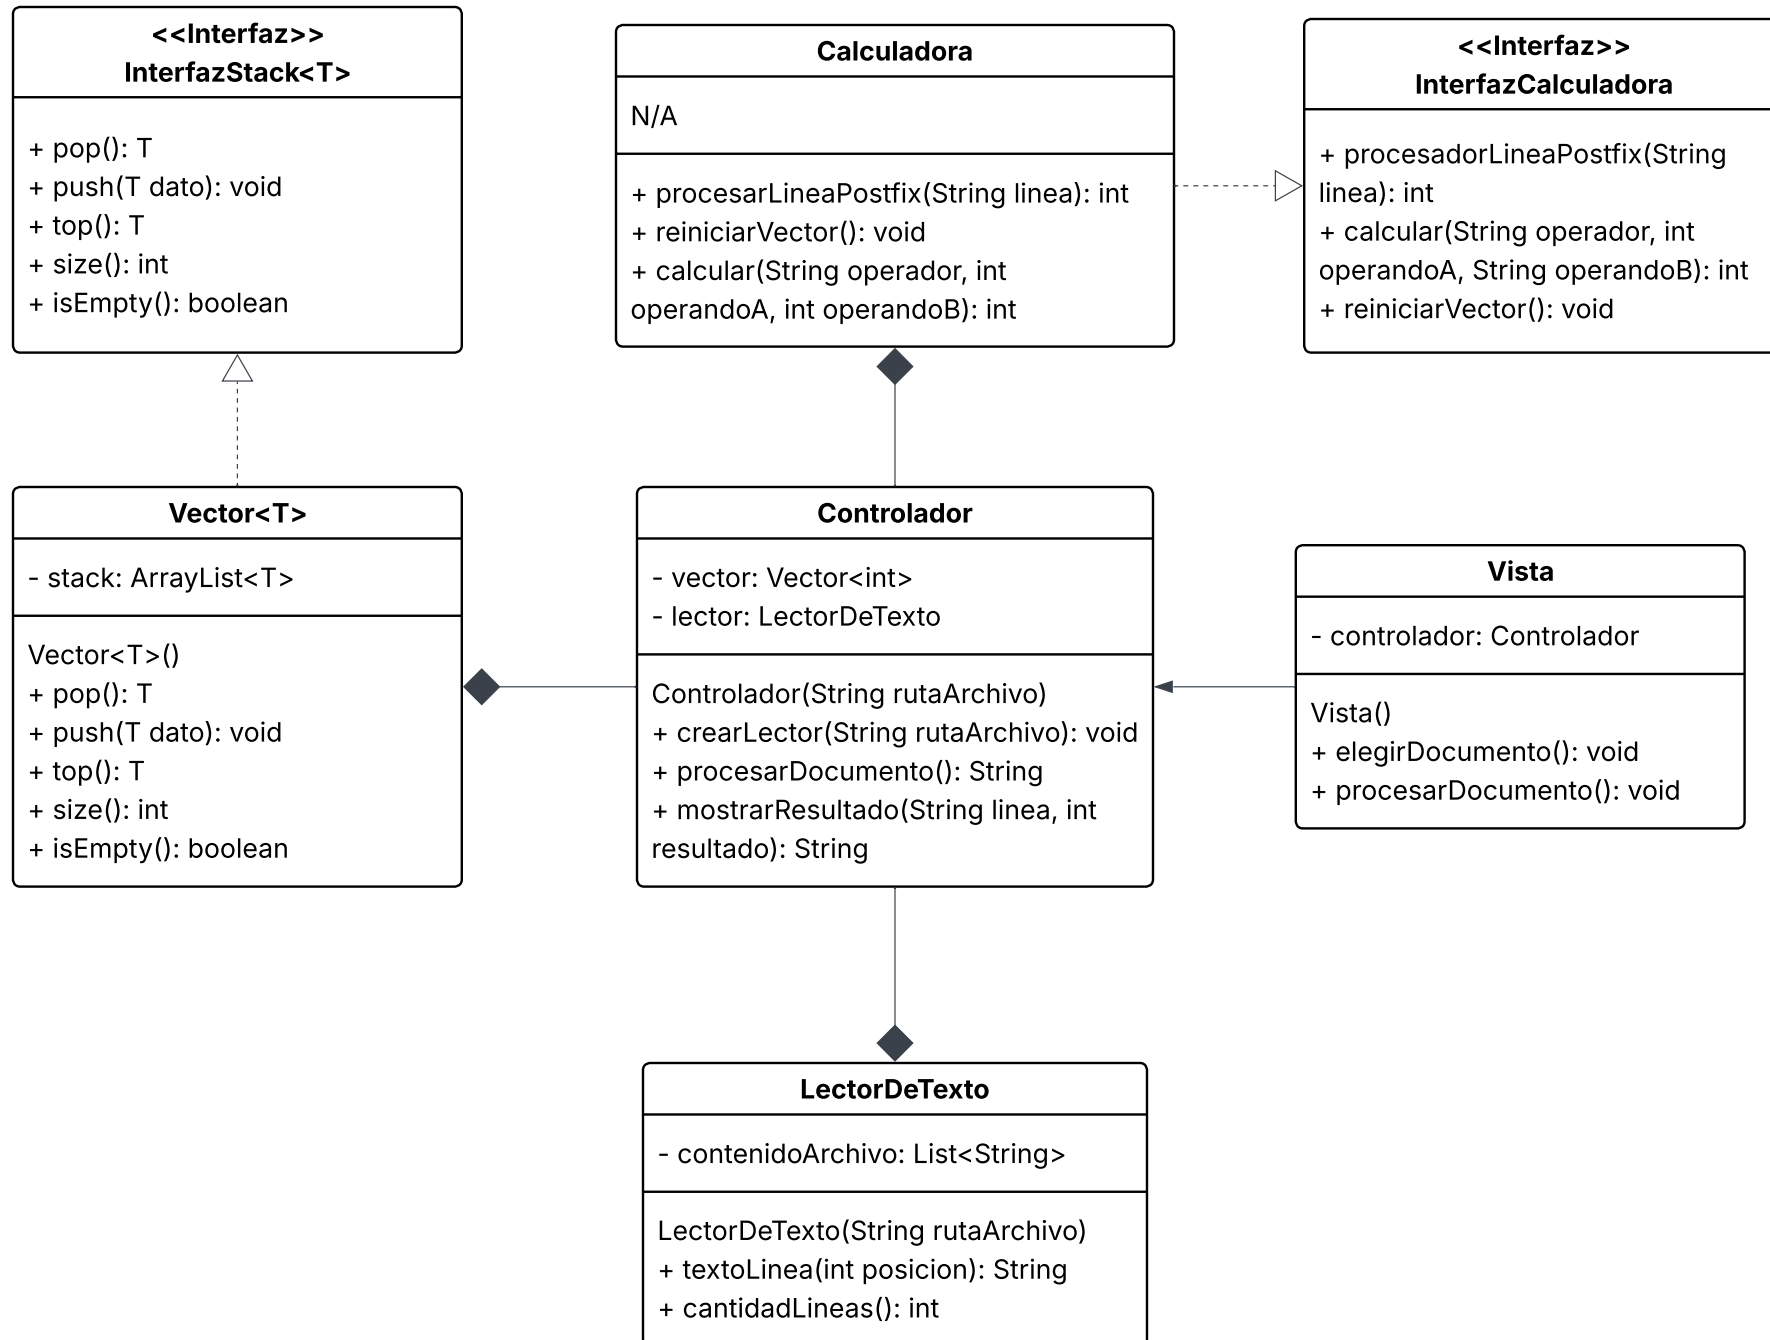 <<Interfaz>>
InterfazStack<T>
+ pop(): T
+ push(T dato): void
+ top(): T
+ size(): int
+ isEmpty(): boolean
Calculadora
N/A
+ procesarLineaPostfix(String linea): int
+ reiniciarVector(): void
+ calcular(String operador, int
operandoA, int operandoB): int
<<Interfaz>>
InterfazCalculadora
+ procesadorLineaPostfix(String
linea): int
+ calcular(String operador, int
operandoA, String operandoB): int
+ reiniciarVector(): void
Vector<T>
- stack: ArrayList<T>
Vector<T>()
+ pop(): T
+ push(T dato): void
+ top(): T
+ size(): int
+ isEmpty(): boolean
Controlador
- vector: Vector<int>
- lector: LectorDeTexto
Controlador(String rutaArchivo)
+ crearLector(String rutaArchivo): void
+ procesarDocumento(): String
+ mostrarResultado(String linea, int
resultado): String
Vista
- controlador: Controlador
Vista()
+ elegirDocumento(): void
+ procesarDocumento(): void
LectorDeTexto
- contenidoArchivo: List<String>
LectorDeTexto(String rutaArchivo)
+ textoLinea(int posicion): String
+ cantidadLineas(): int